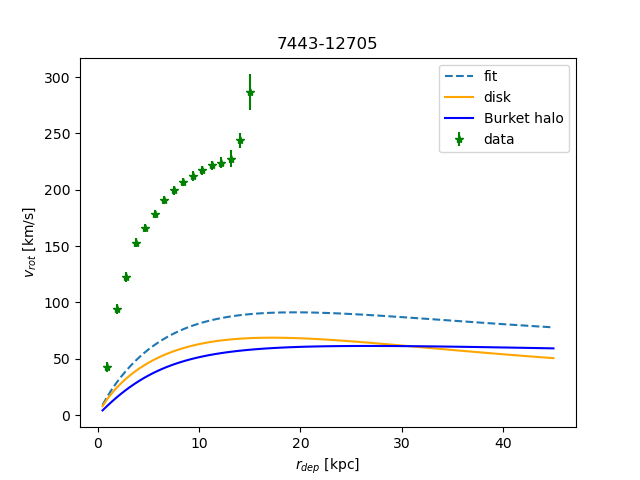 7443-12705
300
250
200
150
100
50
0
v_rot [km/s]
fit
disk
Burket halo
data
0 10 20 30 40
r_dep [kpc]